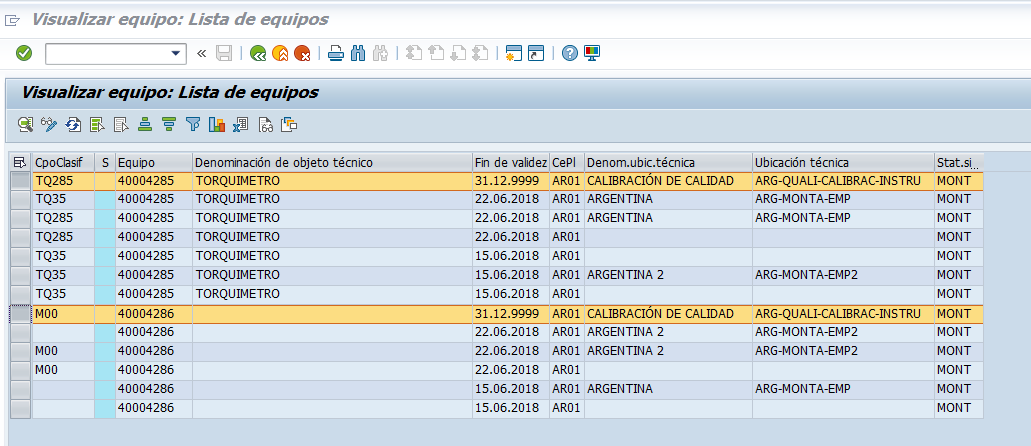 Visualizar equipo: Lista de equipos
Visualizar equipo: Lista de equipos
CpoClasif S Equipo Denominación de objeto técnico Fin de validez CePl Denom.ubic.técnica Ubicación técnica Stat.si...
TQ285 40004285 TORQUIMETRO 31.12.9999 AR01 CALIBRACIÓN DE CALIDAD ARG-QUALI-CALIBRAC-INSTRU MONT
TQ35 40004285 TORQUIMETRO 22.06.2018 AR01 ARGENTINA ARG-MONTA-EMP MONT
TQ285 40004285 TORQUIMETRO 22.06.2018 AR01 ARGENTINA ARG-MONTA-EMP MONT
TQ285 40004285 TORQUIMETRO 22.06.2018 AR01 MONT
TQ35 40004285 TORQUIMETRO 15.06.2018 AR01 MONT
TQ35 40004285 TORQUIMETRO 15.06.2018 AR01 ARGENTINA 2 ARG-MONTA-EMP2 MONT
TQ35 40004285 TORQUIMETRO 15.06.2018 AR01 MONT
M00 40004286 31.12.9999 AR01 CALIBRACIÓN DE CALIDAD ARG-QUALI-CALIBRAC-INSTRU MONT
40004286 22.06.2018 AR01 ARGENTINA 2 ARG-MONTA-EMP2 MONT
M00 40004286 22.06.2018 AR01 ARGENTINA 2 ARG-MONTA-EMP2 MONT
M00 40004286 22.06.2018 AR01 MONT
40004286 15.06.2018 AR01 ARGENTINA ARG-MONTA-EMP MONT
40004286 15.06.2018 AR01 MONT